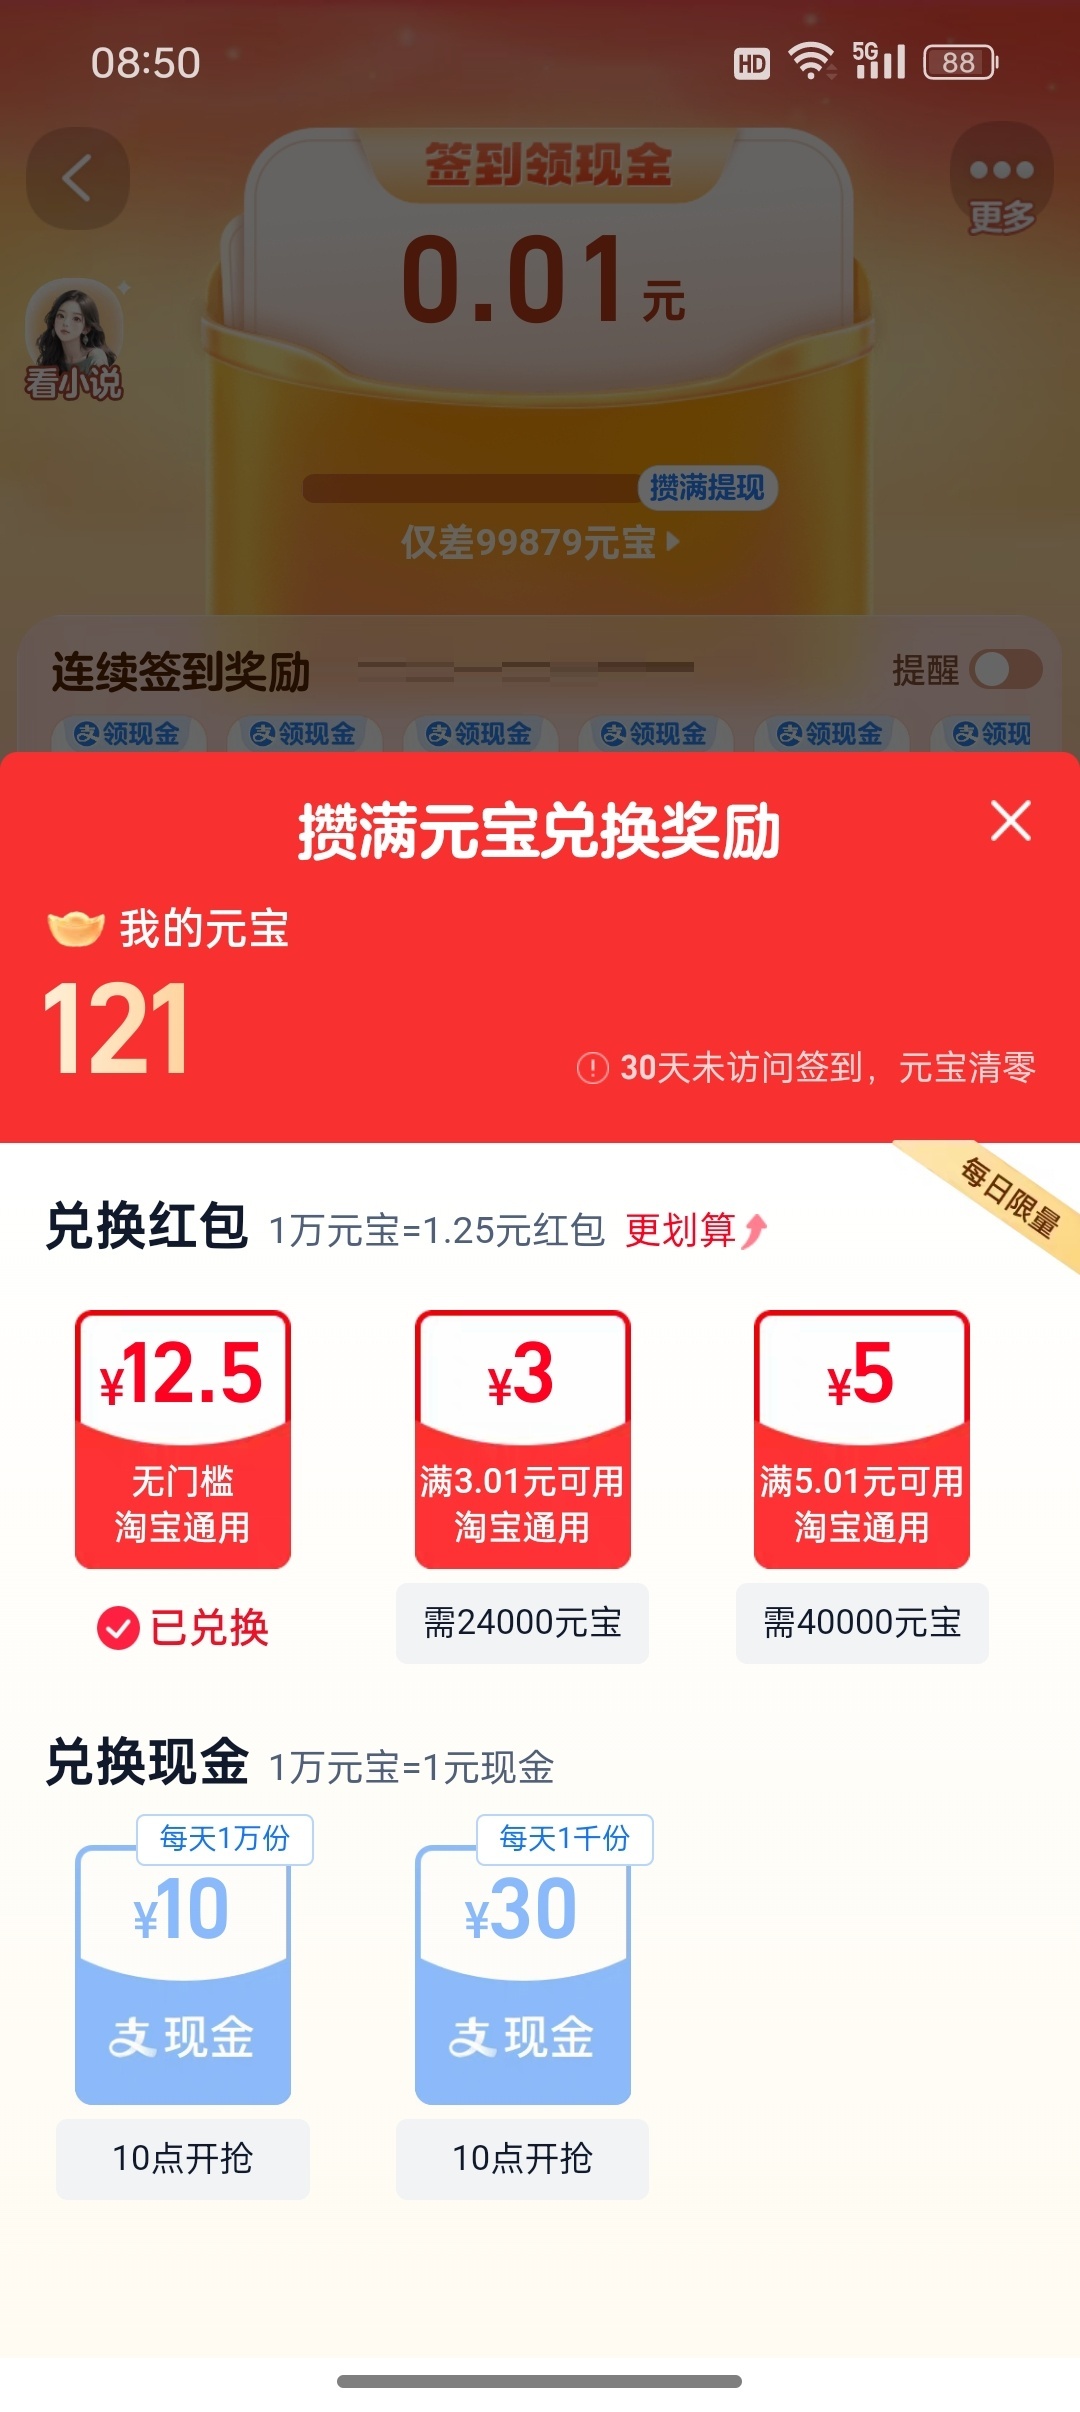 08:50
HD
5G
88
签到领现金
更多
0.01元
看小说
攒满提现
仅差99879元宝
连续签到奖励
提醒
支领现金
支领现金
支领现金
支领现金
支领现金
支领现
攒满元宝兑换奖励
我的元宝
121
30天未访问签到，元宝清零
每日限量
兑换红包 1万元宝=1.25元红包 更划算
¥12.5
无门槛
淘宝通用
已兑换
¥3
满3.01元可用
淘宝通用
需24000元宝
¥5
满5.01元可用
淘宝通用
需40000元宝
兑换现金 1万元宝=1元现金
每天1万份
¥10
支现金
10点开抢
每天1千份
¥30
支现金
10点开抢